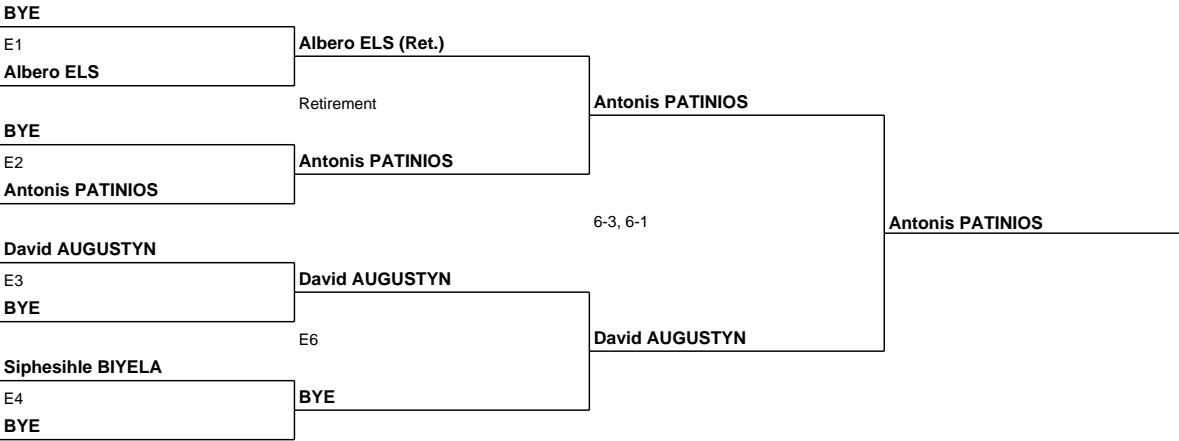 BYE
E1
Albero ELS (Ret.)
Albero ELS
Retirement
Antonis PATINIOS
BYE
E2
Antonis PATINIOS
Antonis PATINIOS
6-3, 6-1
Antonis PATINIOS
David AUGUSTYN
E3
David AUGUSTYN
BYE
E6
David AUGUSTYN
Siphesihle BIYELA
E4
BYE
BYE